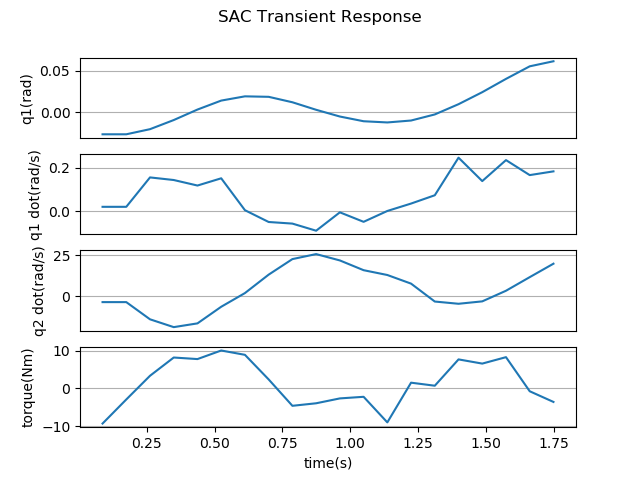 SAC Transient Response
0.05
0.00
q1(rad)
0.2
0.0
q1 dot(rad/s)
25
0
q2 dot(rad/s)
10
0
−10
torque(Nm)
0.25 0.50 0.75 1.00 1.25 1.50 1.75
time(s)